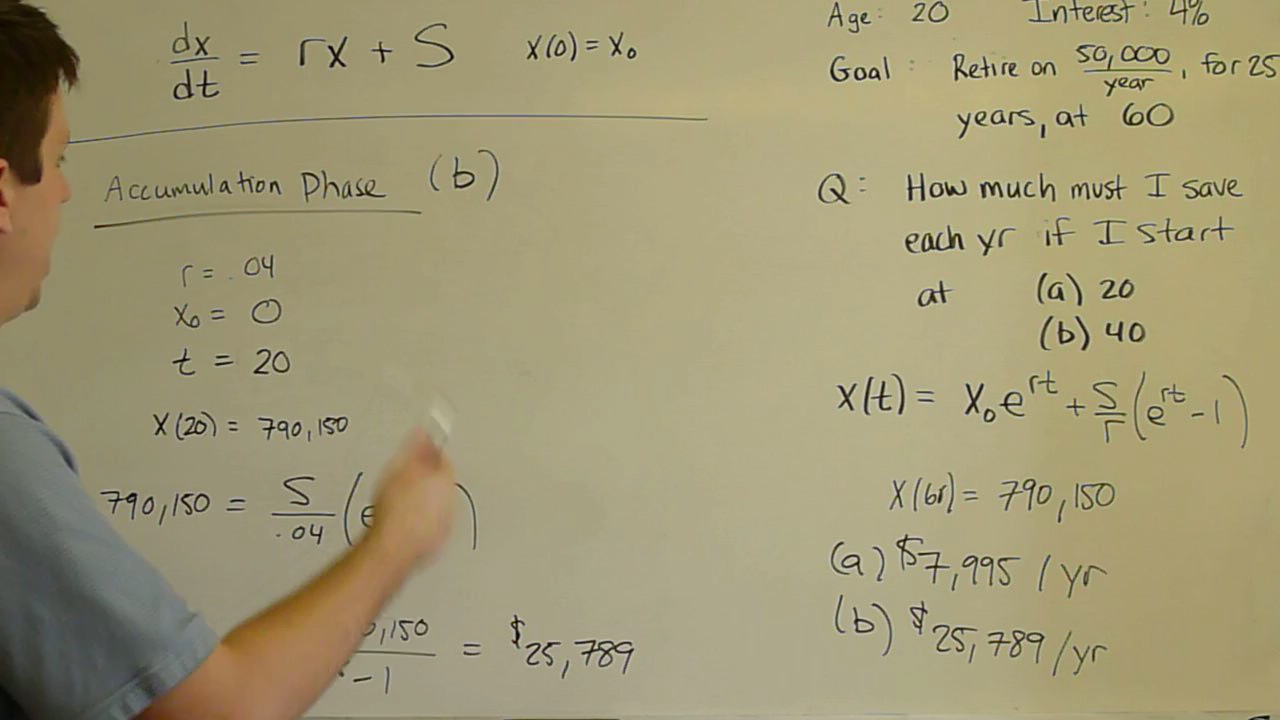 dx/dt = rx + S x(0) = x₀
Accumulation Phase (b)
r = .04
x₀ = 0
t = 20
x(20) = 790,150
790,150 = S/.04 (e )
,150 / -1 = $25,789
Age: 20 Interest: 4%
Goal: Retire on 50,000/year, for 25
years, at 60
Q: How much must I save
each yr if I start
at (a) 20
(b) 40
x(t) = x₀e^rt + S/r (e^rt - 1)
x(60) = 790,150
(a) $7,995 / yr
(b) $25,789 / yr